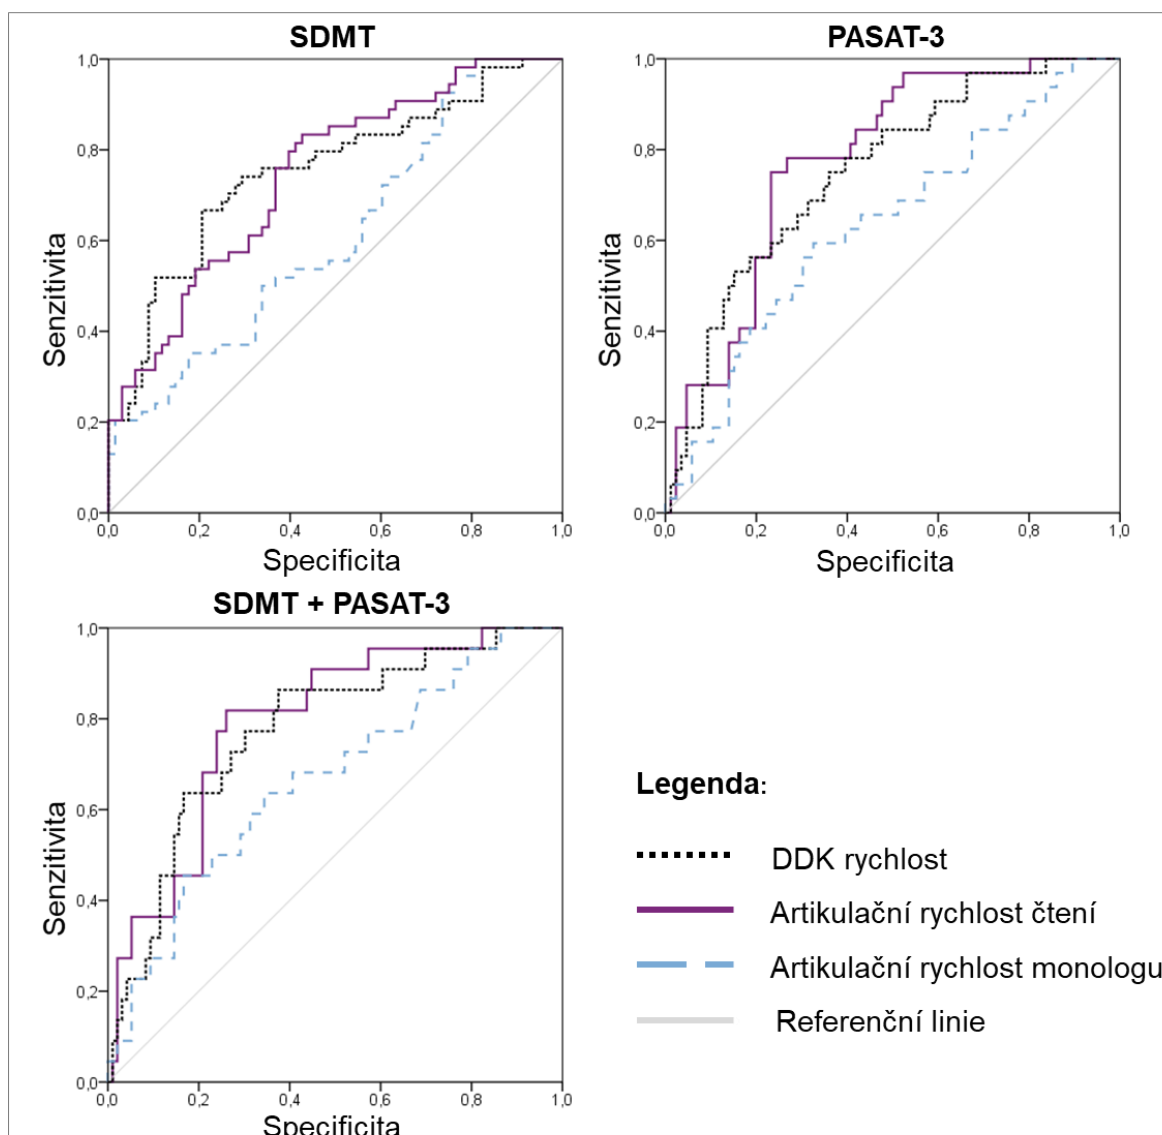 SDMT
1,0
0,8
0,6
0,4
0,2
0,0
Senzitivita
0,0 0,2 0,4 0,6 0,8 1,0
Specificita
PASAT-3
1,0
0,8
0,6
0,4
0,2
0,0
Senzitivita
0,0 0,2 0,4 0,6 0,8 1,0
Specificita
SDMT + PASAT-3
1,0
0,8
0,6
0,4
0,2
0,0
Senzitivita
0,0 0,2 0,4 0,6 0,8 1,0
Specificita
Legenda:
DDK rychlost
Artikulační rychlost čtení
Artikulační rychlost monologu
Referenční linie